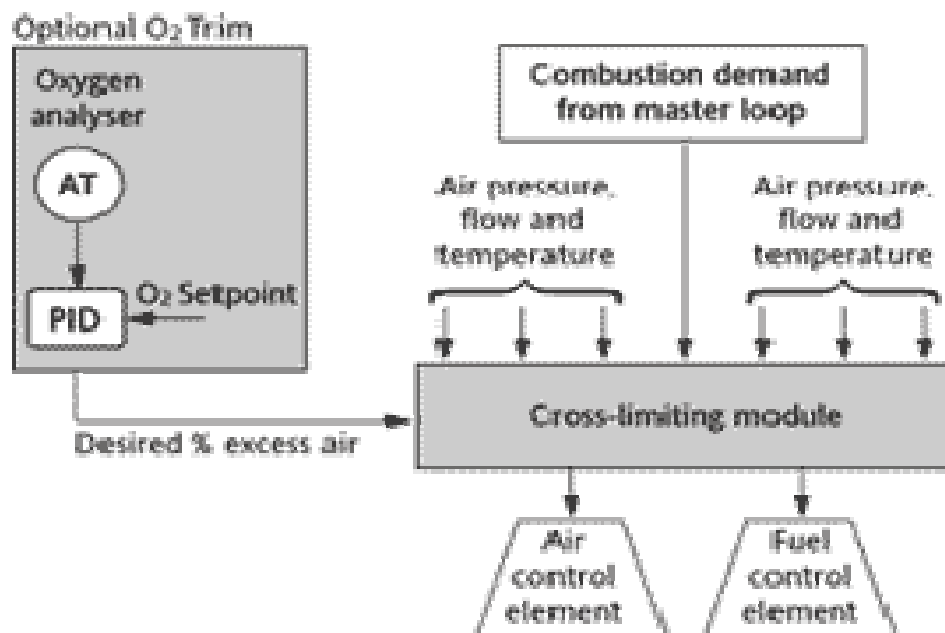 Optional O₂ Trim
Oxygen
analyser
AT
PID
O₂ Setpoint
Desired % excess air
Combustion demand
from master loop
Air pressure,
flow and
temperature
Air pressure,
flow and
temperature
Cross-limiting module
Air
control
element
Fuel
control
element